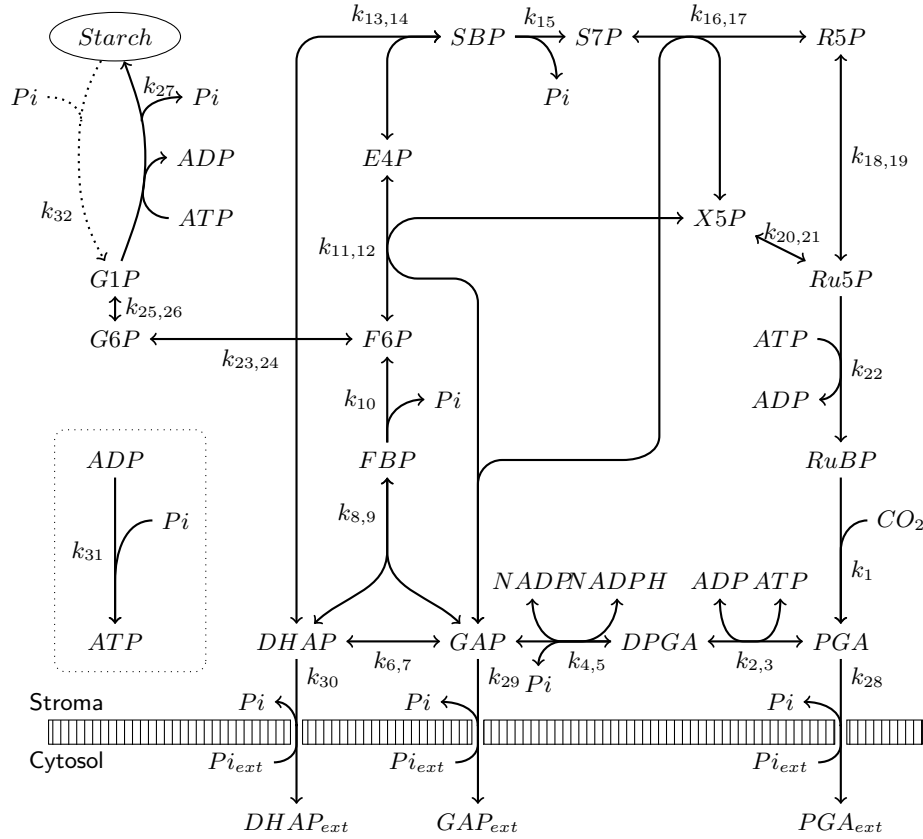 k13,14
k15
k16,17
Starch
SBP
S7P
R5P
k27
Pi
Pi
Pi
E4P
ADP
k18,19
k32
ATP
X5P
k20,21
k11,12
G1P
Ru5P
k25,26
G6P
F6P
ATP
k23,24
k22
k10
Pi
ADP
ADP
FBP
RuBP
k8,9
Pi
CO2
k31
k1
NADP
NADPH
ADP
ATP
ATP
DHAP
GAP
DPGA
PGA
k6,7
k4,5
k2,3
k30
k29
Pi
k28
Stroma
Pi
Pi
Pi
Cytosol
Piext
Piext
Piext
DHAPext
GAPext
PGAext